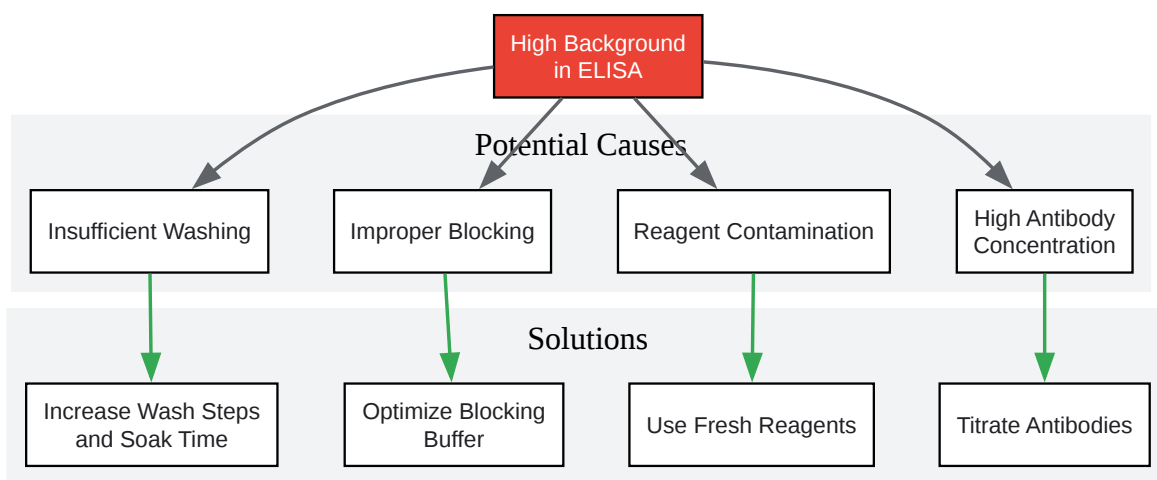 High Background
in ELISA
Potential Causes
Insufficient Washing
Improper Blocking
Reagent Contamination
High Antibody
Concentration
Solutions
Increase Wash Steps
and Soak Time
Optimize Blocking
Buffer
Use Fresh Reagents
Titrate Antibodies